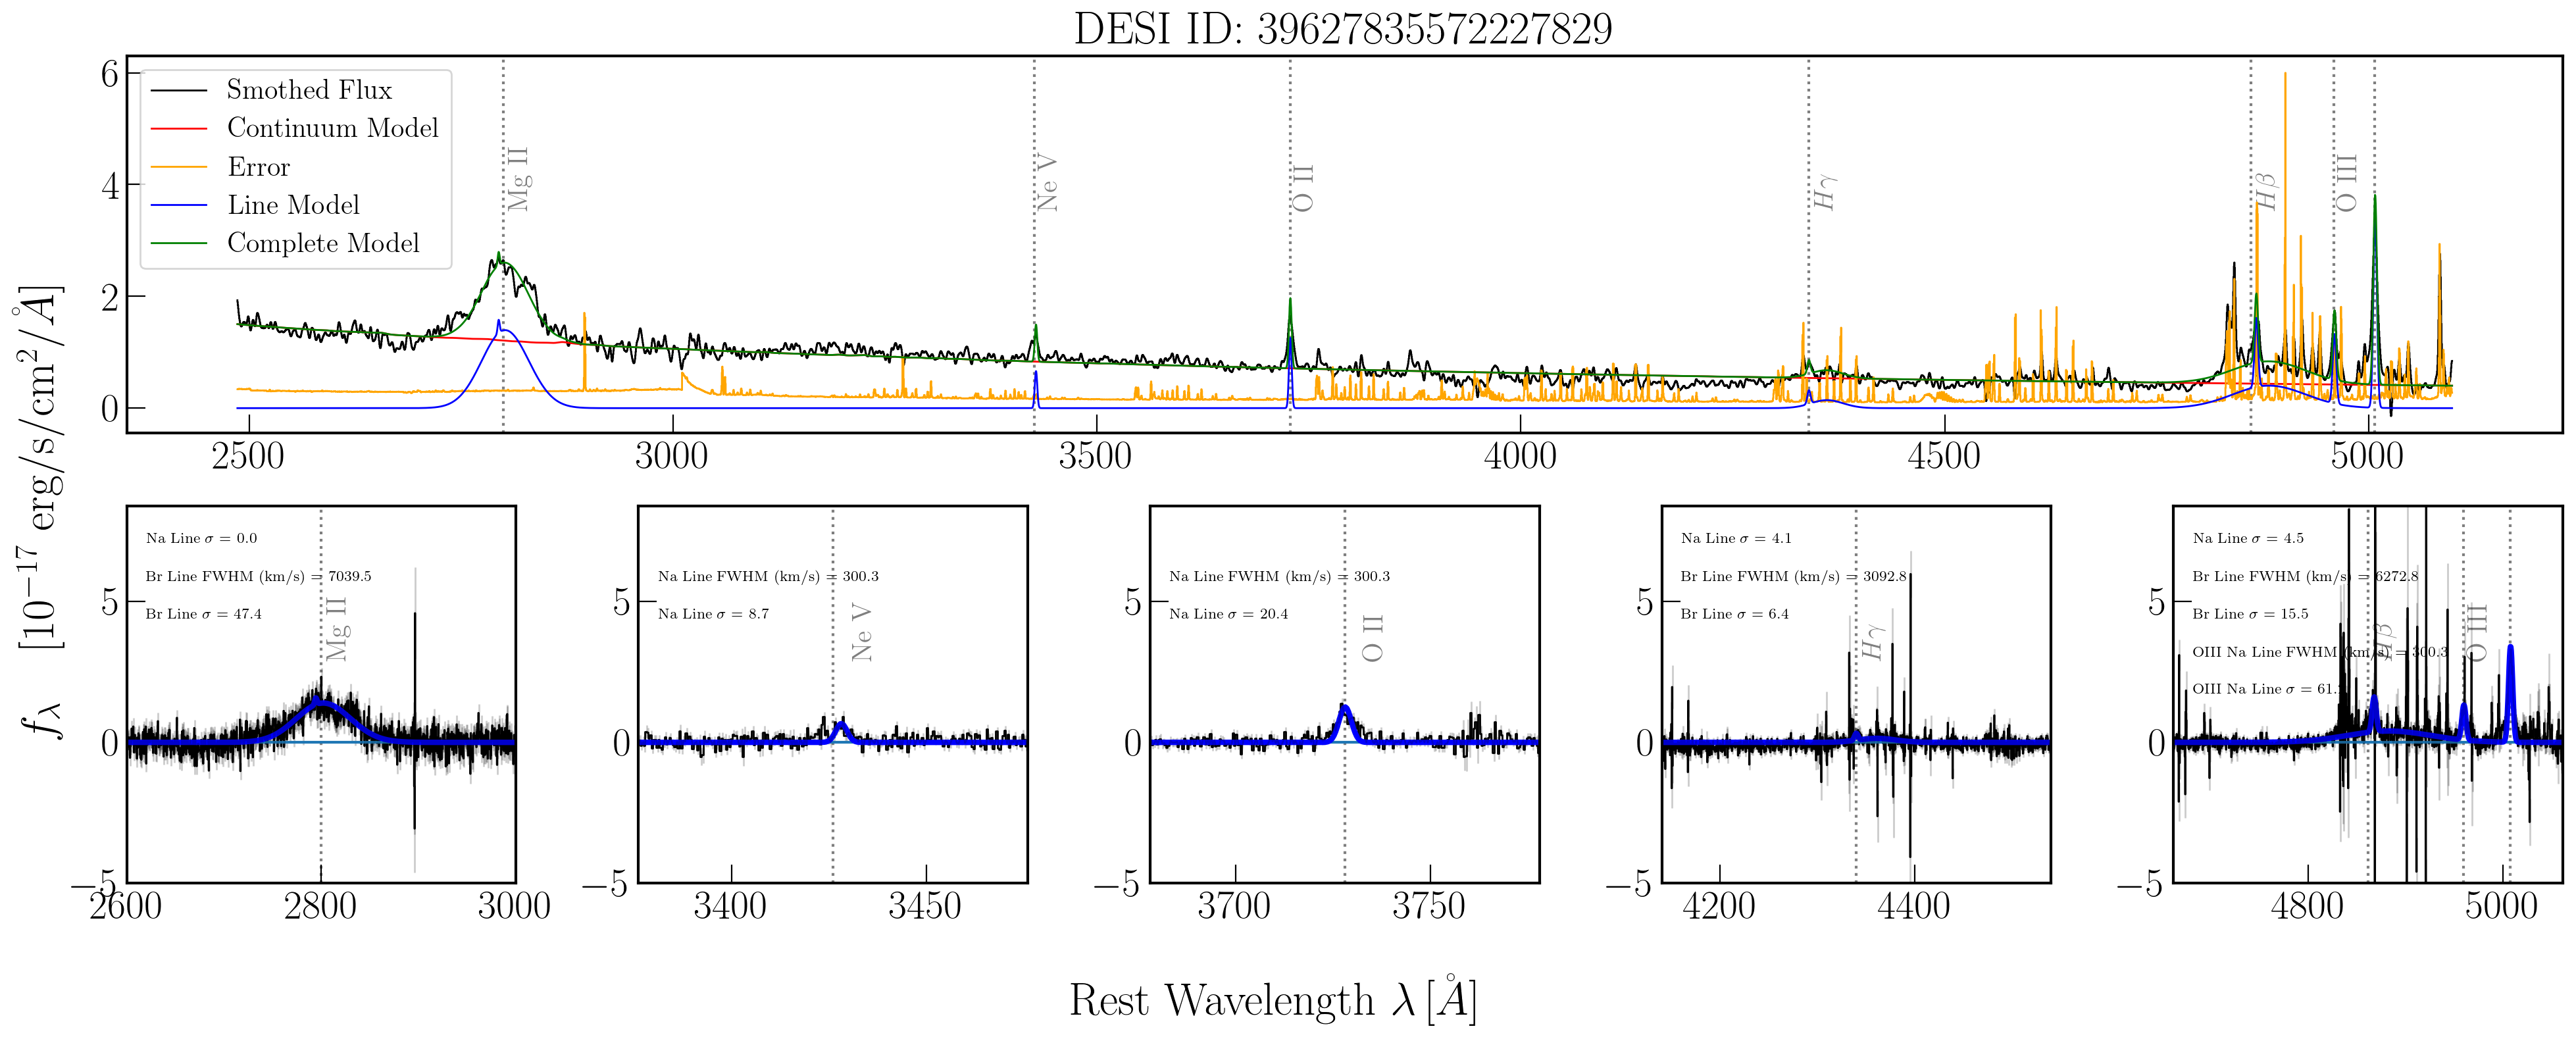 DESI ID: 39627835572227829
6
4
2
0
Smothed Flux
Continuum Model
Error
Line Model
Complete Model
Mg II
Ne V
O II
Hγ
Hβ
O III
2500
3000
3500
4000
4500
5000
fλ [10⁻¹⁷ erg/s/cm²/Å]
5
0
−5
Na Line σ = 0.0
Br Line FWHM (km/s) = 7039.5
Br Line σ = 47.4
Mg II
2600
2800
3000
5
0
−5
Na Line FWHM (km/s) = 300.3
Na Line σ = 8.7
Ne V
3400
3450
5
0
−5
Na Line FWHM (km/s) = 300.3
Na Line σ = 20.4
O II
3700
3750
5
0
−5
Na Line σ = 4.1
Br Line FWHM (km/s) = 3092.8
Br Line σ = 6.4
Hγ
4200
4400
5
0
−5
Na Line σ = 4.5
Br Line FWHM (km/s) = 6272.8
Br Line σ = 15.5
OIII Na Line FWHM (km/s) = 300.3
OIII Na Line σ = 61.
Hβ
O III
4800
5000
Rest Wavelength λ [Å]